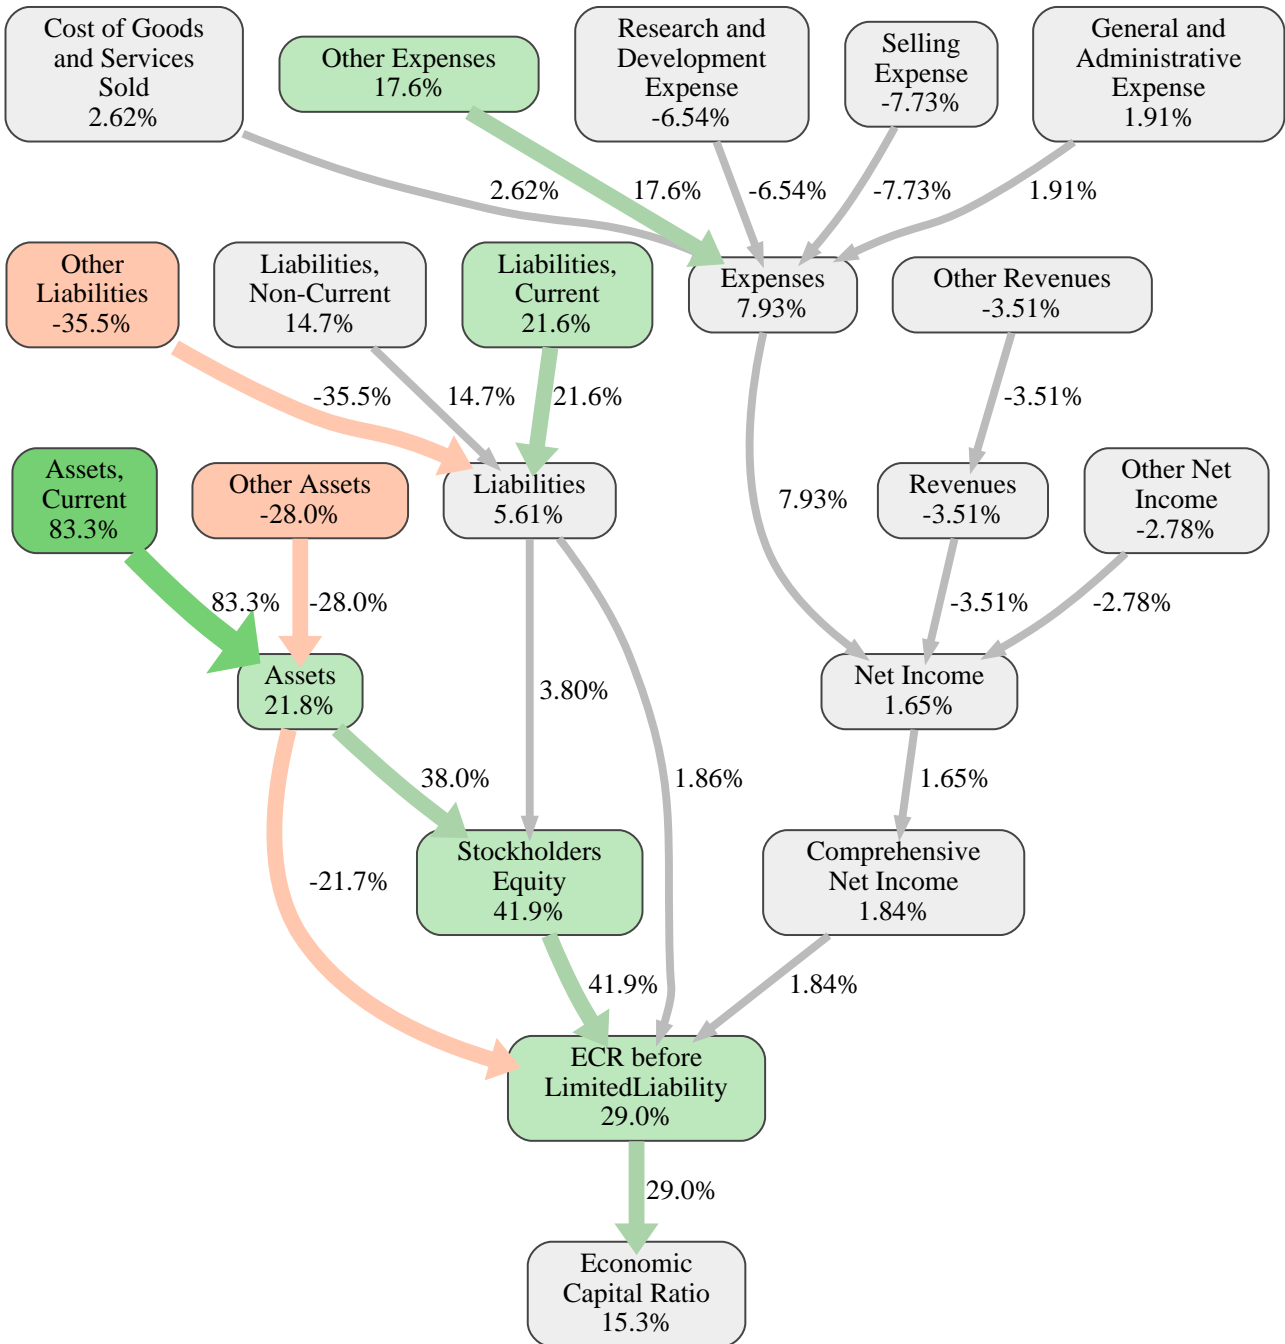 Cost of Goods
and Services
Sold
2.62%
Other Expenses
17.6%
Research and
Development
Expense
-6.54%
Selling
Expense
-7.73%
General and
Administrative
Expense
1.91%
2.62%
17.6%
-6.54%
-7.73%
1.91%
Other
Liabilities
-35.5%
Liabilities,
Non-Current
14.7%
Liabilities,
Current
21.6%
Expenses
7.93%
Other Revenues
-3.51%
-35.5%
14.7%
21.6%
-3.51%
Assets,
Current
83.3%
Other Assets
-28.0%
Liabilities
5.61%
7.93%
Revenues
-3.51%
Other Net
Income
-2.78%
83.3%
-28.0%
-3.51%
-2.78%
Assets
21.8%
3.80%
Net Income
1.65%
38.0%
1.86%
1.65%
-21.7%
Stockholders
Equity
41.9%
Comprehensive
Net Income
1.84%
41.9%
1.84%
ECR before
LimitedLiability
29.0%
29.0%
Economic
Capital Ratio
15.3%